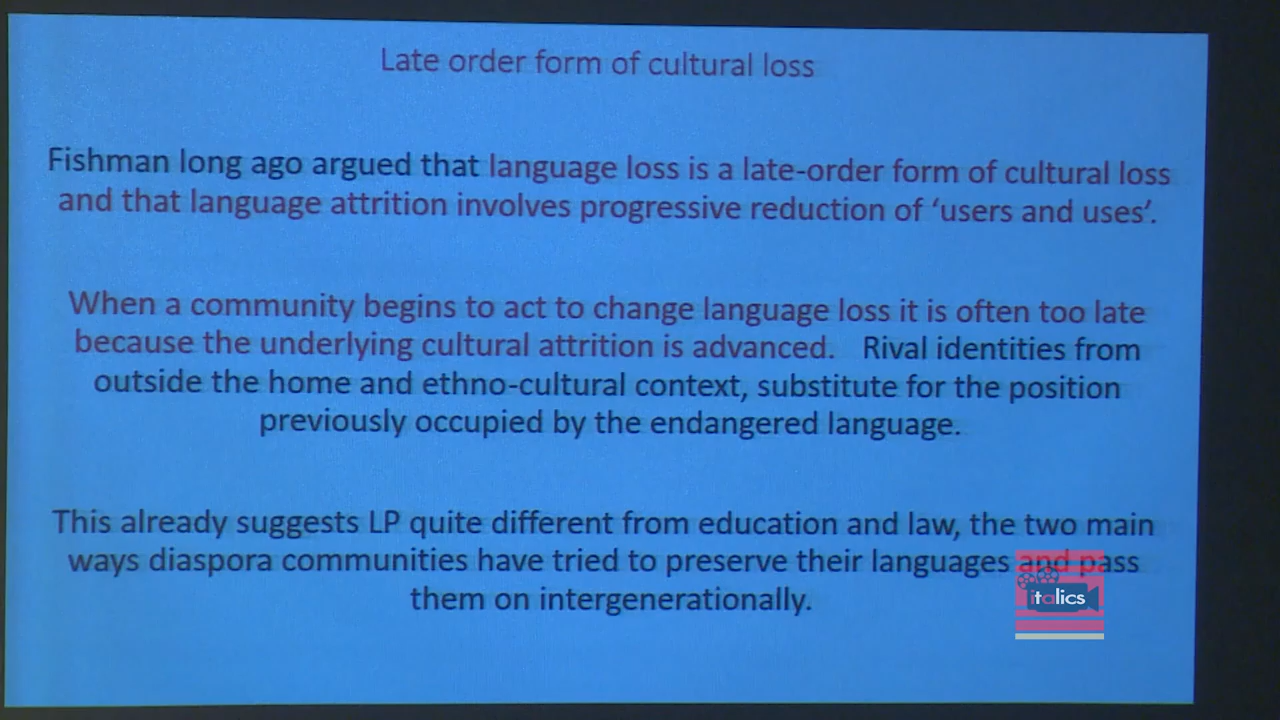 Late order form of cultural loss
Fishman long ago argued that language loss is a late-order form of cultural loss
and that language attrition involves progressive reduction of ‘users and uses’.
When a community begins to act to change language loss it is often too late
because the underlying cultural attrition is advanced. Rival identities from
outside the home and ethno-cultural context, substitute for the position
previously occupied by the endangered language.
This already suggests LP quite different from education and law, the two main
ways diaspora communities have tried to preserve their languages and pass
them on intergenerationally.
italics